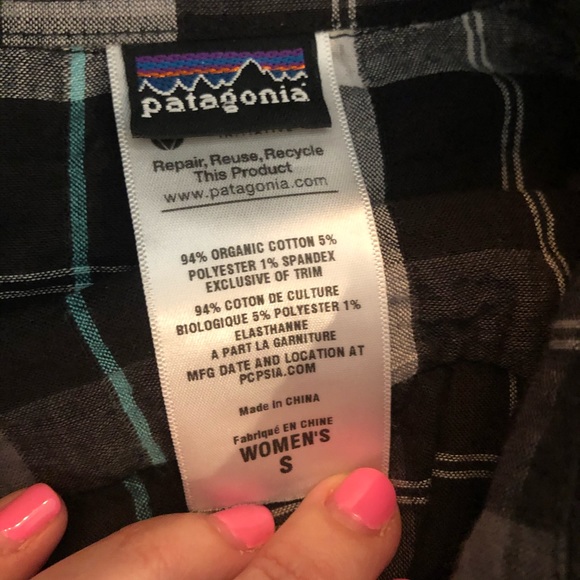 patagonia
Repair, Reuse, Recycle
This Product
www.patagonia.com
94% ORGANIC COTTON 5%
POLYESTER 1% SPANDEX
EXCLUSIVE OF TRIM
94% COTON DE CULTURE
BIOLOGIQUE 5% POLYESTER 1%
ELASTHANNE
A PART LA GARNITURE
MFG DATE AND LOCATION AT
PCPSIA.COM
Made in CHINA
Fabriqué EN CHINE
WOMEN'S
S